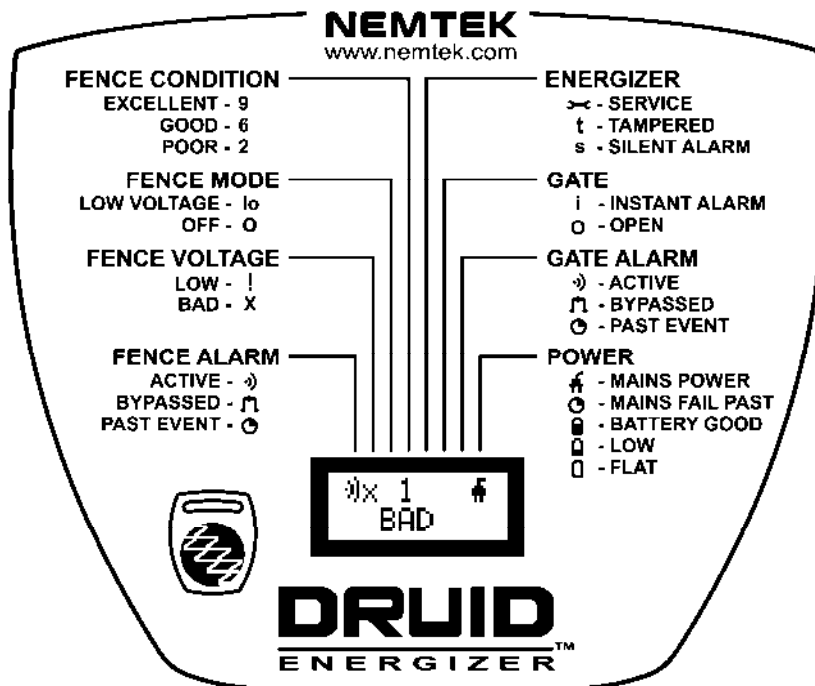 NEMTEK
www.nemtek.com
FENCE CONDITION
EXCELLENT - 9
GOOD - 6
POOR - 2
FENCE MODE
LOW VOLTAGE - lo
OFF - O
FENCE VOLTAGE
LOW - !
BAD - X
FENCE ALARM
ACTIVE -
BYPASSED -
PAST EVENT -
ENERGIZER
- SERVICE
t - TAMPERED
s - SILENT ALARM
GATE
i - INSTANT ALARM
o - OPEN
GATE ALARM
- ACTIVE
- BYPASSED
- PAST EVENT
POWER
- MAINS POWER
- MAINS FAIL PAST
- BATTERY GOOD
- LOW
- FLAT
x 1
BAD
DRUID™
ENERGIZER